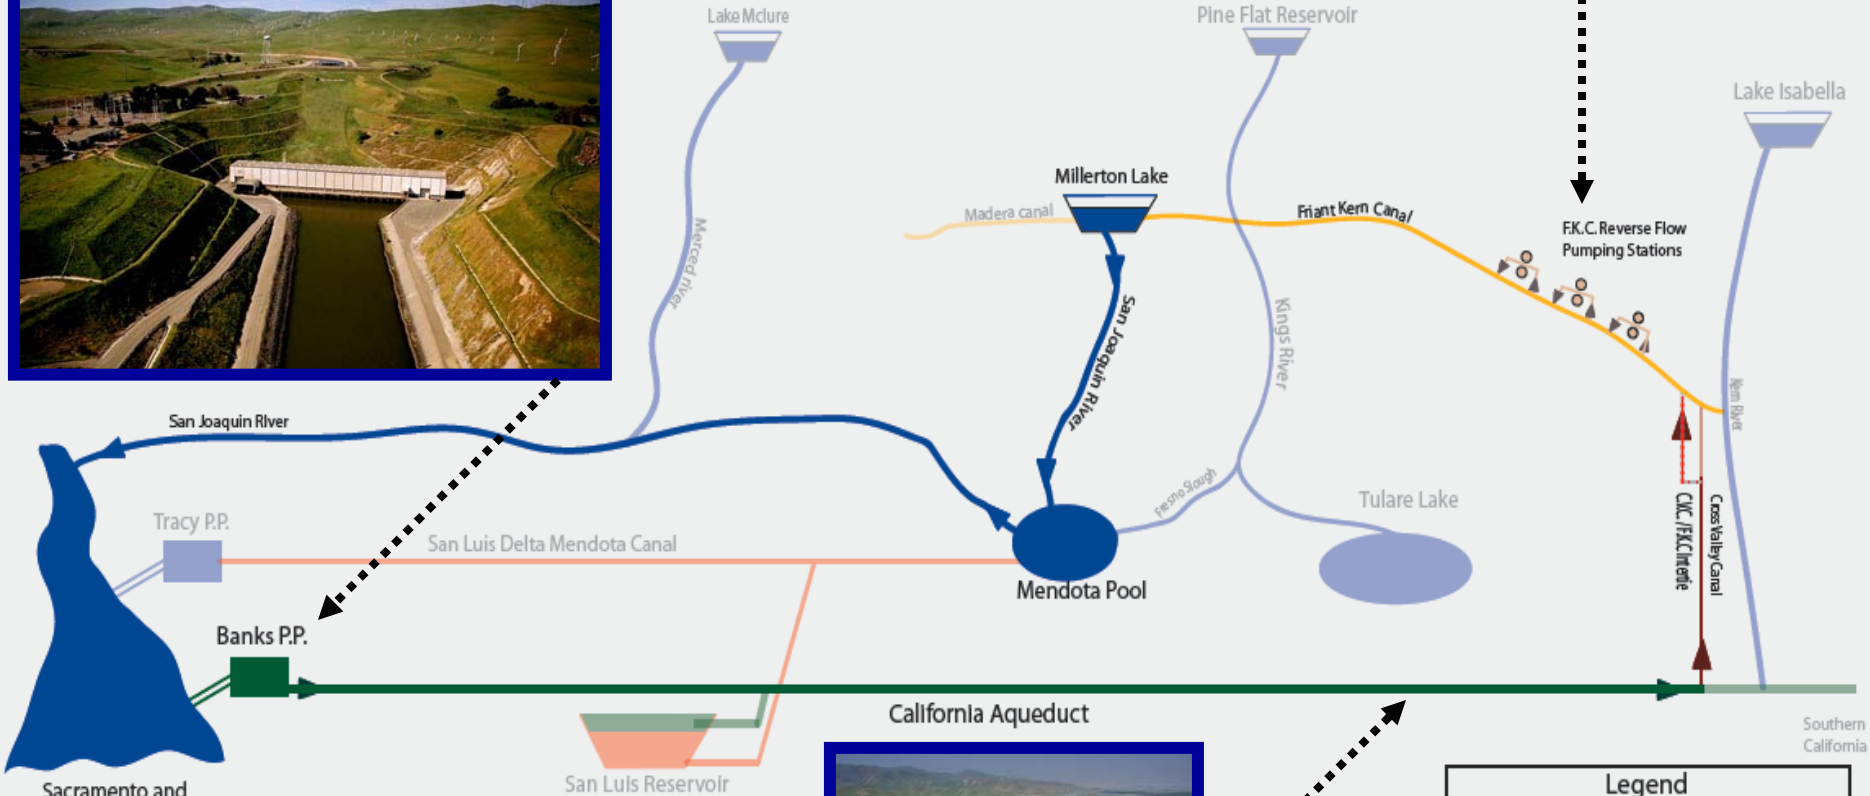 Lake Mclure
Pine Flat Reservoir
Lake Isabella
Millerton Lake
Madera canal
Friant Kern Canal
F.K.C. Reverse Flow
Pumping Stations
Merced river
San Joaquin River
Kings River
Kern River
San Joaquin RIver
Fresno Slough
Tulare Lake
Tracy P.P.
San Luis Delta Mendota Canal
C.V.C. / F.K.C Intertie
Cross Valley Canal
Mendota Pool
Banks P.P.
California Aqueduct
Southern
California
San Luis Reservoir
Sacramento and
Legend